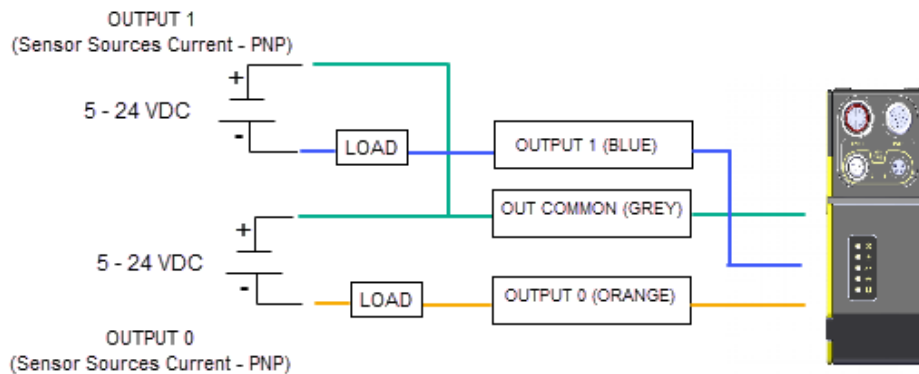 OUTPUT 1
(Sensor Sources Current - PNP)
+
5 - 24 VDC
-
LOAD
OUTPUT 1 (BLUE)
OUT COMMON (GREY)
+
5 - 24 VDC
-
LOAD
OUTPUT 0 (ORANGE)
OUTPUT 0
(Sensor Sources Current - PNP)